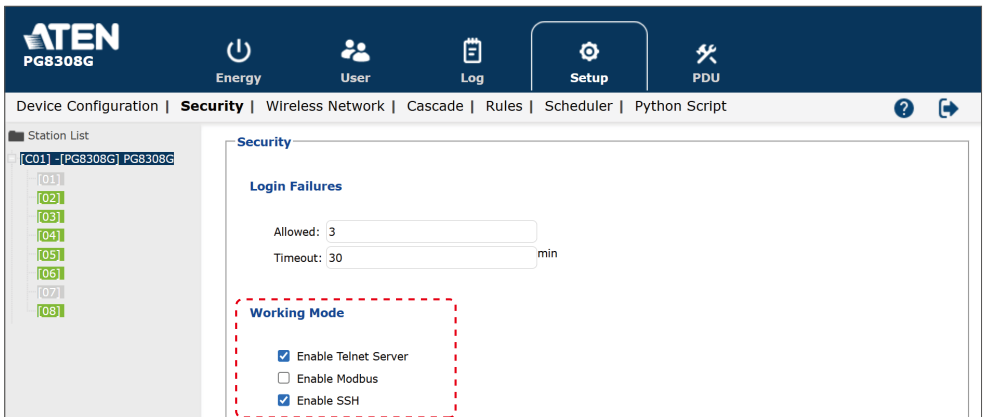 ATEN
PG8308G
Energy
User
Log
Setup
PDU
Device Configuration | Security | Wireless Network | Cascade | Rules | Scheduler | Python Script
Station List
[C01] -[PG8308G] PG8308G
[01]
[02]
[03]
[04]
[05]
[06]
[07]
[08]
Security
Login Failures
Allowed: 3
Timeout: 30 min
Working Mode
Enable Telnet Server
Enable Modbus
Enable SSH